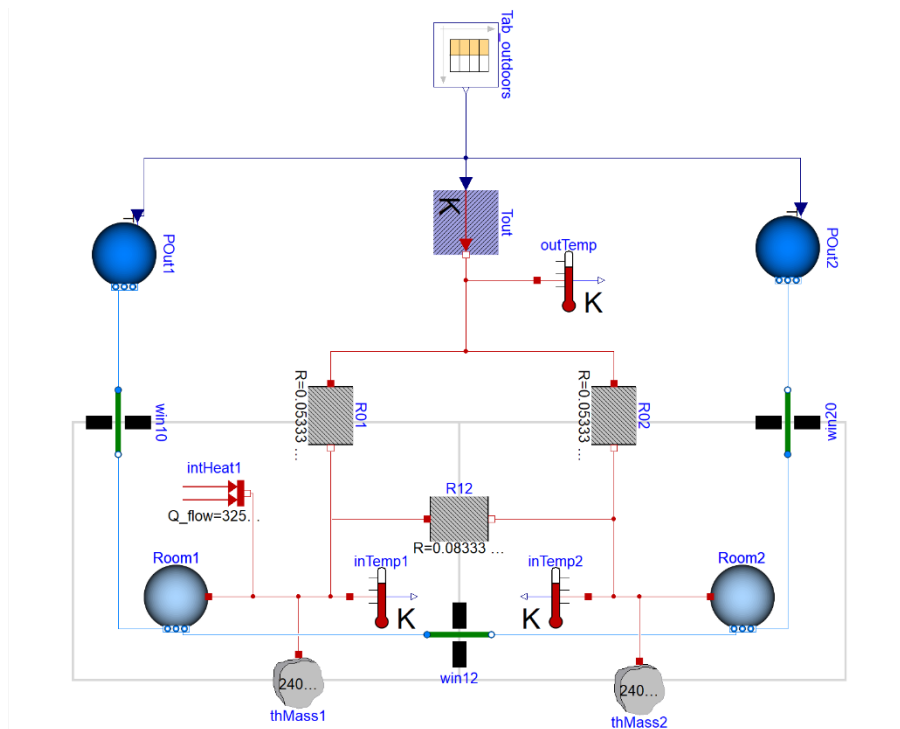 Tab_outdoors
T
T
K
Tout
POut1
POut2
outTemp
K
R=0.05333 ...
R01
R=0.05333 ...
R02
win10
win20
intHeat1
Q_flow=325...
R12
R=0.08333 ...
Room1
inTemp1
inTemp2
Room2
K
K
win12
240...
240...
thMass1
thMass2